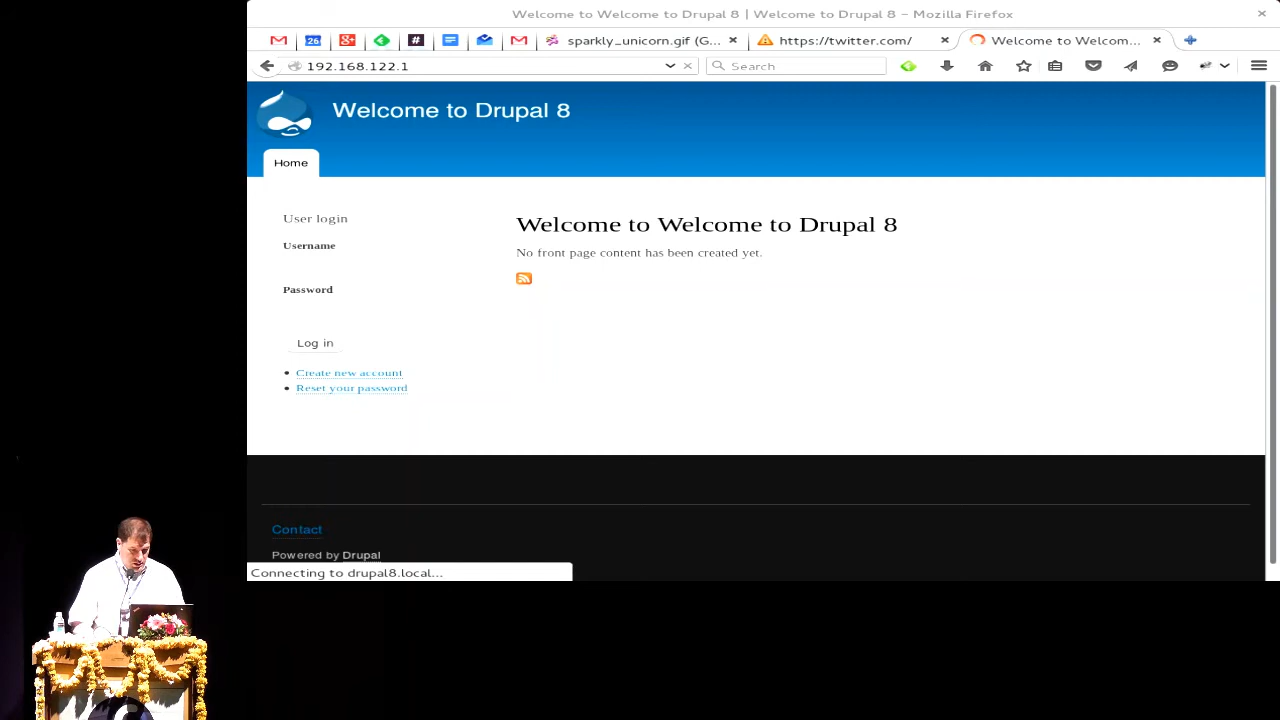 Welcome to Welcome to Drupal 8 | Welcome to Drupal 8 – Mozilla Firefox
26
sparkly_unicorn.gif (G...
https://twitter.com/
Welcome to Welcom...
192.168.122.1
Search
Welcome to Drupal 8
Home
User login
Username
Password
Log in
Create new account
Reset your password
Welcome to Welcome to Drupal 8
No front page content has been created yet.
Contact
Powered by Drupal
Connecting to drupal8.local...